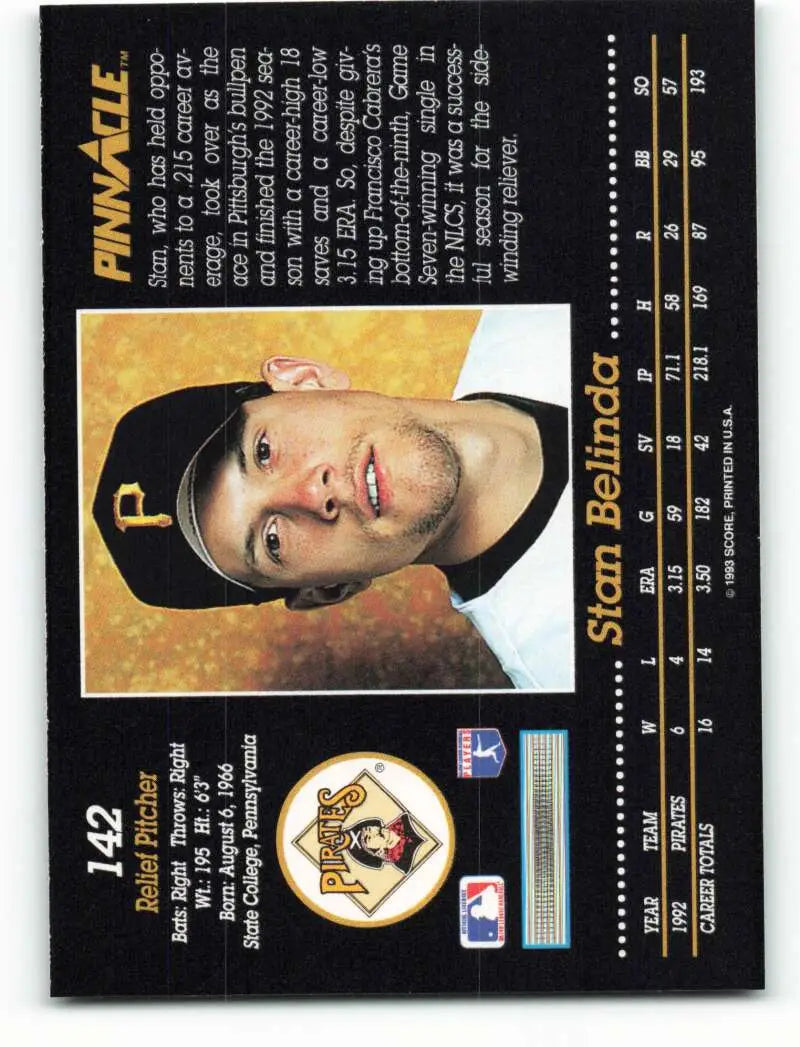 142
Relief Pitcher
Bats: Right Throws: Right
Wt.: 195 Ht.: 6'3"
Born: August 6, 1966
State College, Pennsylvania
PIRATES
®
PLAYERS
P
PINNACLE™
Stan, who has held oppo-
nents to a .215 career av-
erage, took over as the
ace in Pittsburgh's bullpen
and finished the 1992 sea-
son with a career-high 18
saves and a career-low
3.15 ERA. So, despite giv-
ing up Francisco Cabrera's
bottom-of-the-ninth, Game
Seven-winning single in
the NLCS, it was a success-
ful season for the side-
winding reliever.
Stan Belinda
YEAR TEAM W L ERA G SV IP H R BB SO
1992 PIRATES 6 4 3.15 59 18 71.1 58 26 29 57
CAREER TOTALS 16 14 3.50 182 42 218.1 169 87 95 193
© 1993 SCORE, PRINTED IN U.S.A.